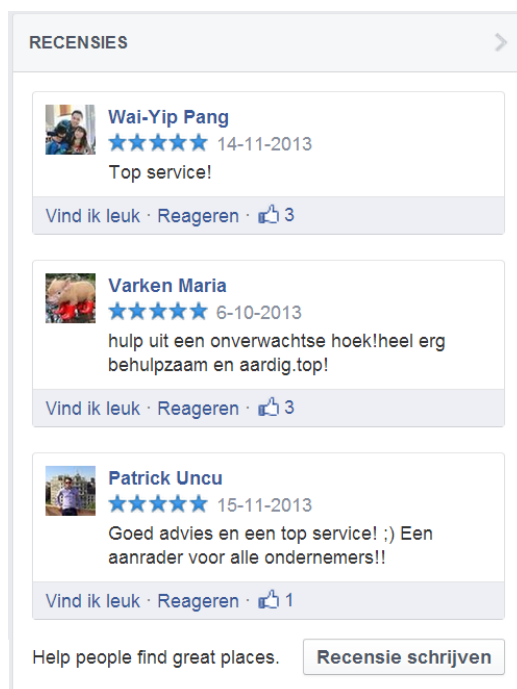 RECENSIES
Wai-Yip Pang
14-11-2013
Top service!
Vind ik leuk · Reageren · 3
Varken Maria
6-10-2013
hulp uit een onverwachtse hoek!heel erg
behulpzaam en aardig.top!
Vind ik leuk · Reageren · 3
Patrick Uncu
15-11-2013
Goed advies en een top service! ;) Een
aanrader voor alle ondernemers!!
Vind ik leuk · Reageren · 1
Help people find great places. Recensie schrijven